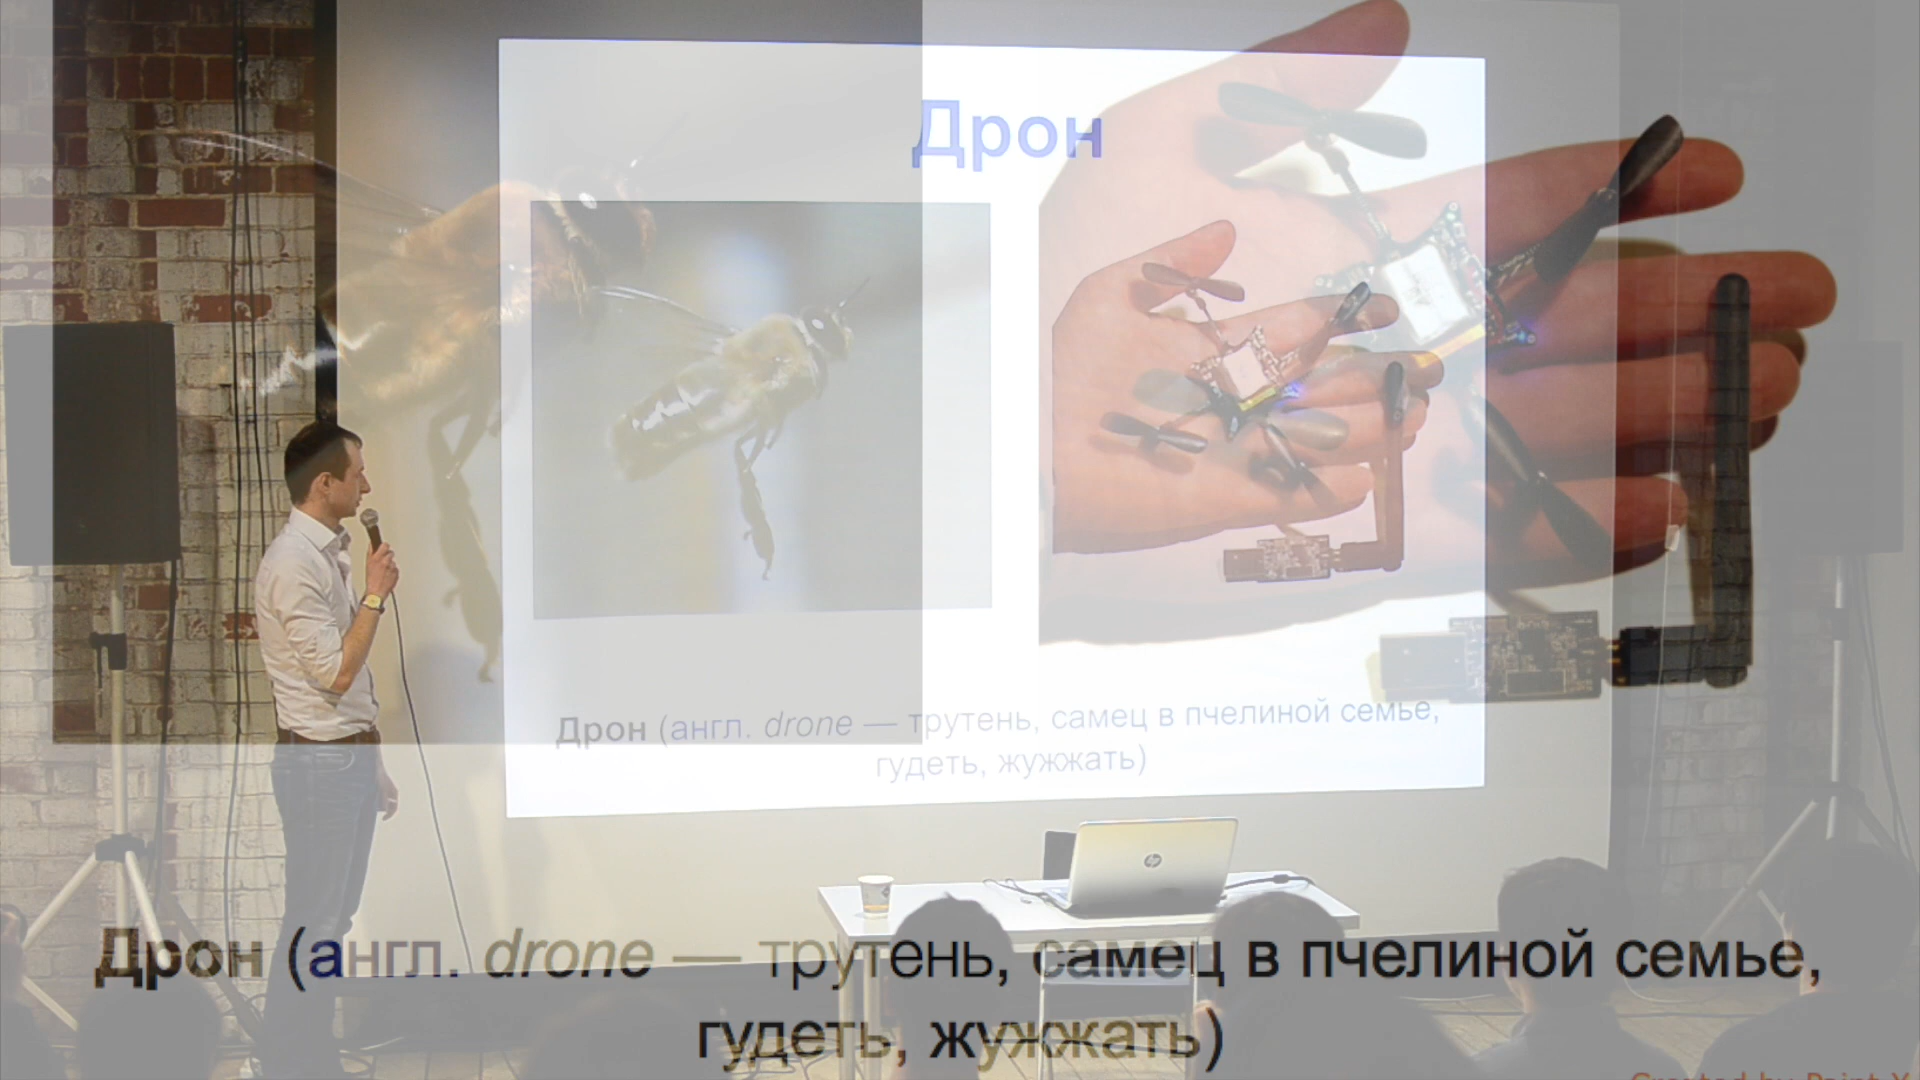 Дрон
Дрон (англ. drone — трутень, самец в пчелиной семье,
гудеть, жужжать)
hp
Дрон (англ. drone — трутень, самец в пчелиной семье,
гудеть, жужжать)